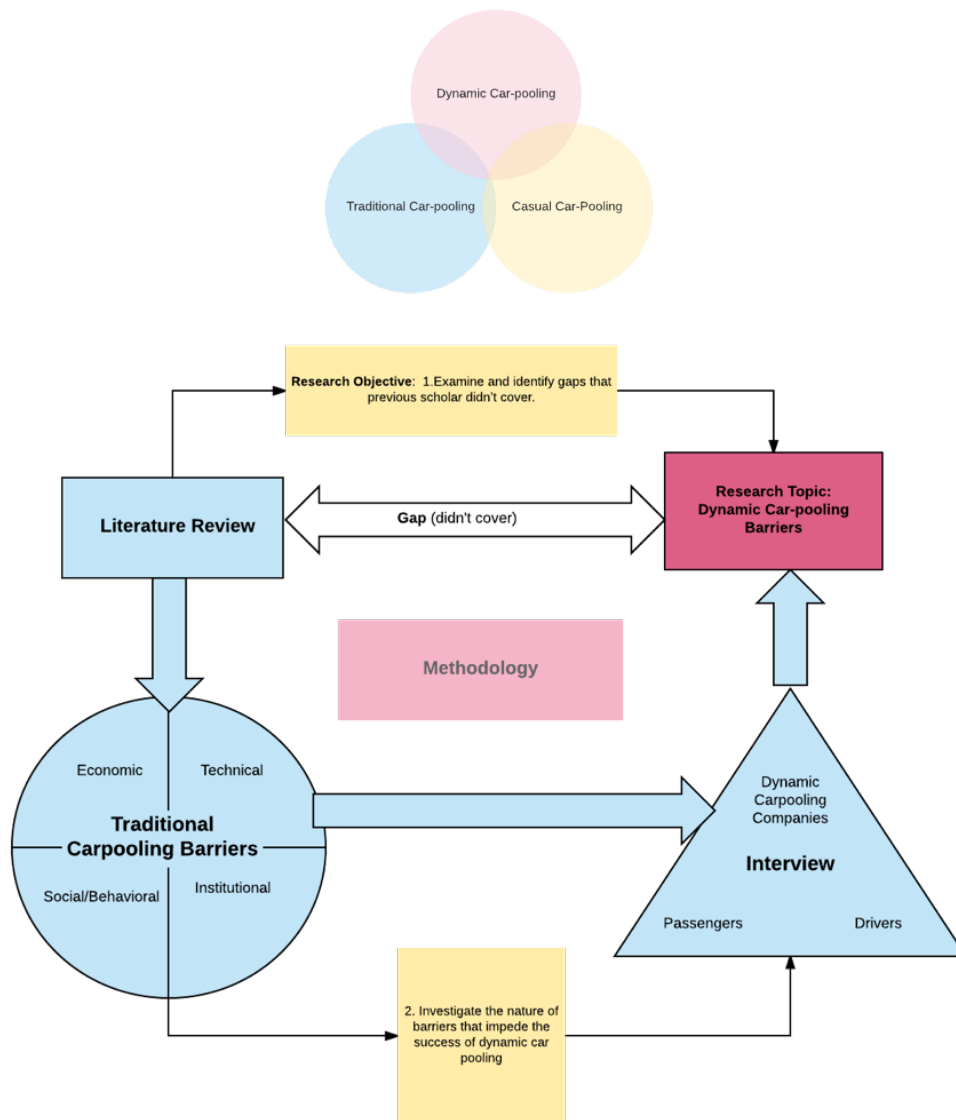 Dynamic Car-pooling
Traditional Car-pooling
Casual Car-Pooling
Research Objective:  1.Examine and identify gaps that
previous scholar didn't cover.
Literature Review
Gap (didn't cover)
Research Topic:
Dynamic Car-pooling
Barriers
Methodology
Economic
Technical
Traditional
Carpooling Barriers
Social/Behavioral
Institutional
Dynamic
Carpooling
Companies
Interview
Passengers
Drivers
2. Investigate the nature of
barriers that impede the
success of dynamic car
pooling